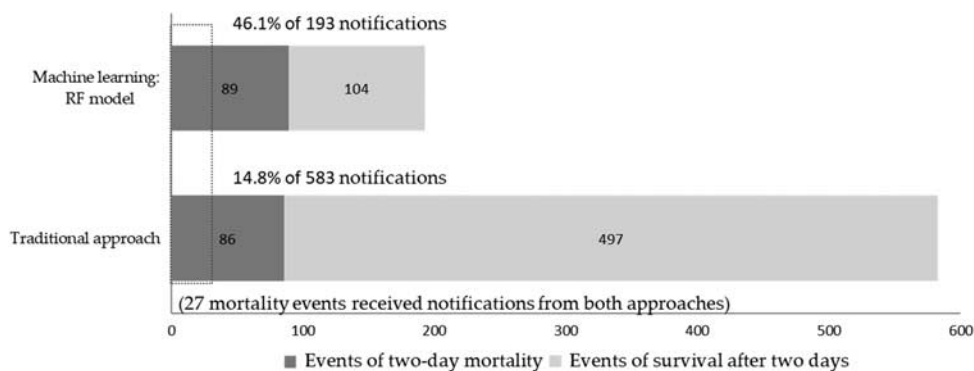 46.1% of 193 notifications
Machine learning:
RF model
89
104
14.8% of 583 notifications
Traditional approach
86
497
(27 mortality events received notifications from both approaches)
0
100
200
300
400
500
600
Events of two-day mortality
Events of survival after two days